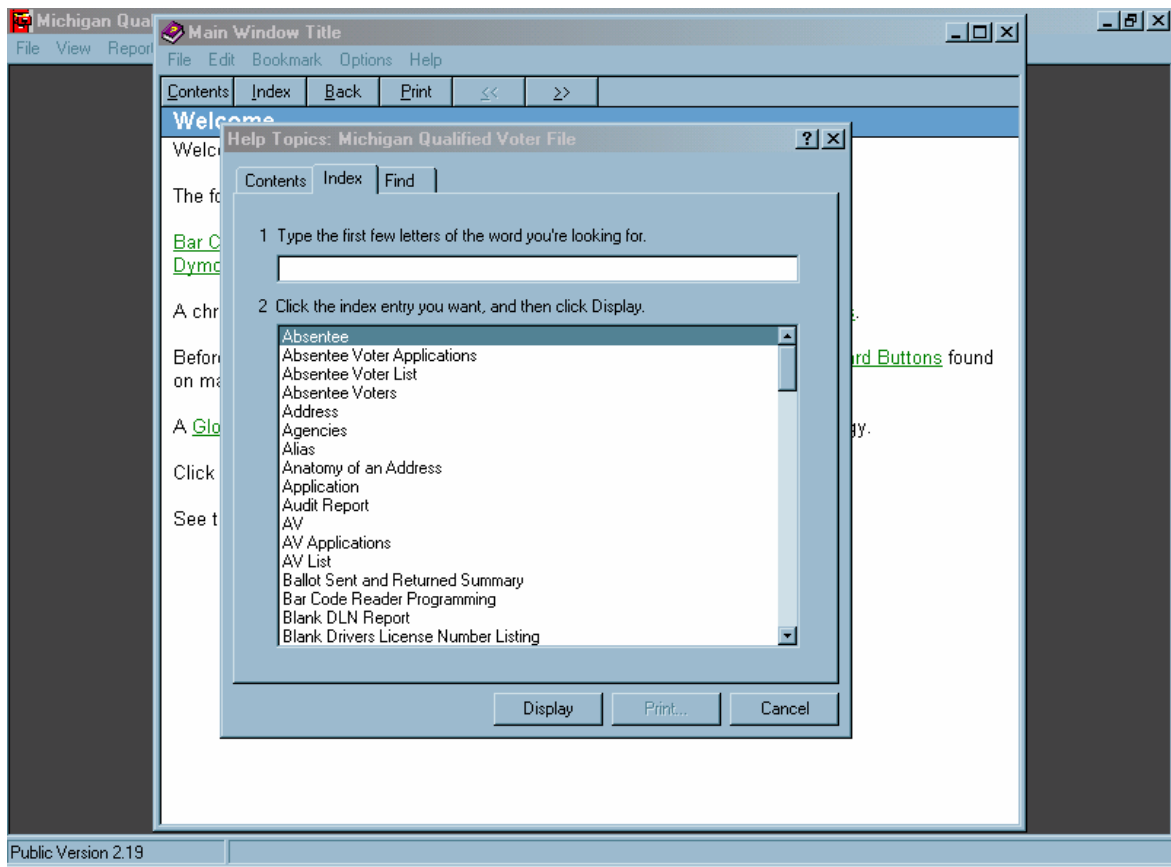 Michigan Qua
File View Report
Main Window Title
File Edit Bookmark Options Help
Contents Index Back Print << >>
Welcome
Help Topics: Michigan Qualified Voter File
Contents Index Find
1 Type the first few letters of the word you're looking for.
2 Click the index entry you want, and then click Display.
Absentee
Absentee Voter Applications
Absentee Voter List
Absentee Voters
Address
Agencies
Alias
Anatomy of an Address
Application
Audit Report
AV
AV Applications
AV List
Ballot Sent and Returned Summary
Bar Code Reader Programming
Blank DLN Report
Blank Drivers License Number Listing
Display Print... Cancel
Welc
The fo
Bar C
Dymo
A chr s.
Befor rd Buttons found
on ma
A Glo gy.
Click
See t
Public Version 2.19